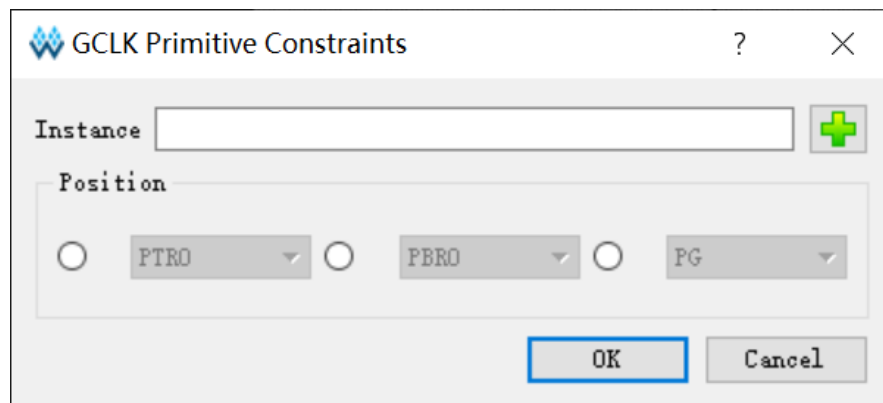 GCLK Primitive Constraints ?
Instance
Position
PTR0 PBR0 PG
OK Cancel